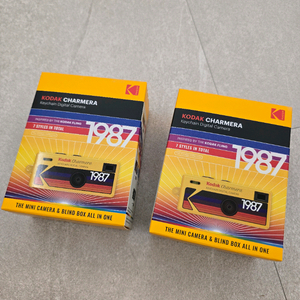 KODAK CHARMERA
Keychain Digital Camera
7 STYLES IN TOTAL
1987
Kodak Charmera
1987
THE MINI CAMERA & BLIND BOX ALL IN ONE
KODAK CHARMERA
Keychain Digital Camera
7 STYLES IN TOTAL
1987
Kodak Charmera
1987
THE MINI CAMERA & BLIND BOX ALL IN ONE